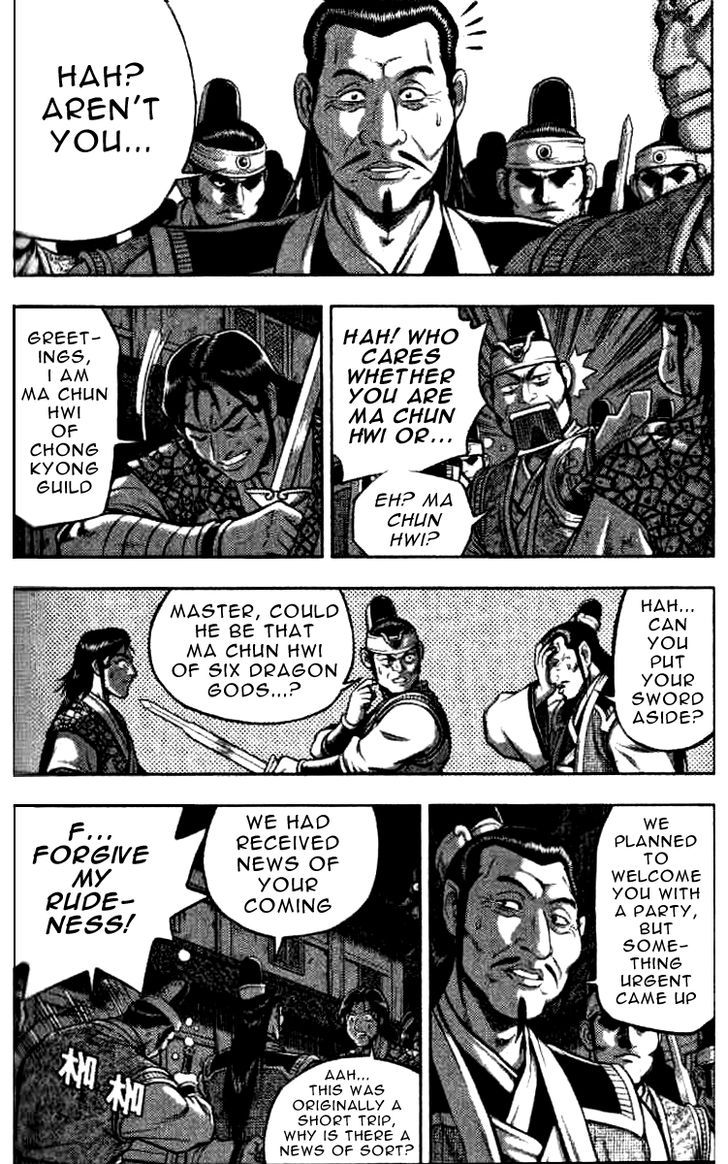 HAH?
AREN'T
YOU...
GREET-
INGS,
I AM
MA CHUN
HWI
OF
CHONG
KYONG
GUILD
HAH! WHO
CARES
WHETHER
YOU ARE
MA CHUN
HWI OR...
EH? MA
CHUN
HWI?
MASTER, COULD
HE BE THAT
MA CHUN HWI
OF SIX DRAGON
GODS...?
HAH...
CAN
YOU
PUT
YOUR
SWORD
ASIDE?
F...
FORGIVE
MY
RUDE-
NESS!
WE HAD
RECEIVED
NEWS OF
YOUR
COMING
AAH...
THIS WAS
ORIGINALLY A
SHORT TRIP,
WHY IS THERE A
NEWS OF SORT?
WE
PLANNED
TO
WELCOME
YOU WITH
A PARTY,
BUT
SOME-
THING
URGENT
CAME UP